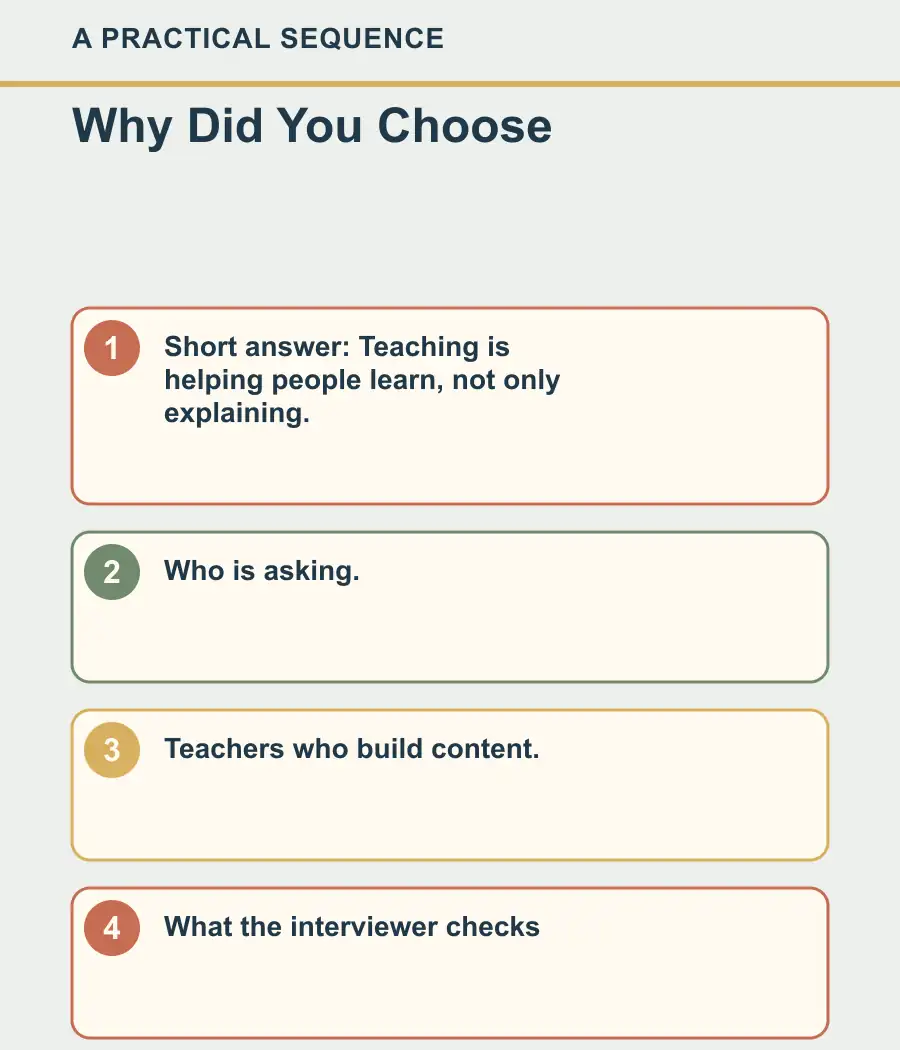 A PRACTICAL SEQUENCE
Why Did You Choose
1
Short answer: Teaching is
helping people learn, not only
explaining.
2
Who is asking.
3
Teachers who build content.
4
What the interviewer checks